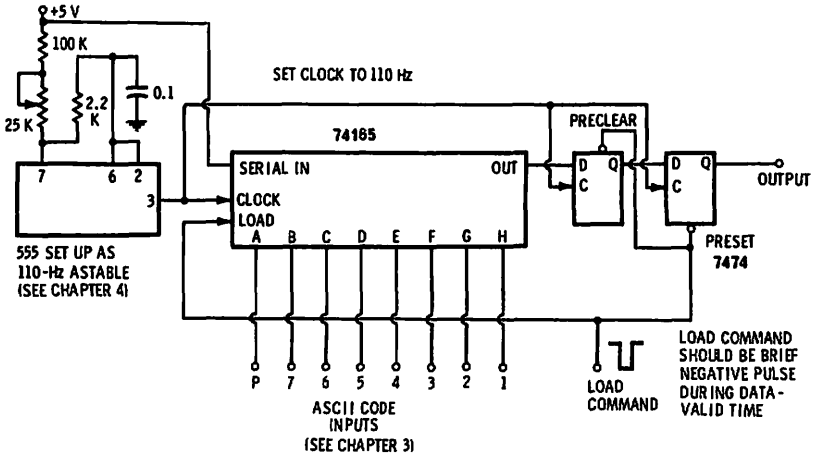 +5 V
100 K
25 K
2.2 K
0.1
SET CLOCK TO 110 Hz
7 6 2
3
555 SET UP AS
110-Hz ASTABLE
(SEE CHAPTER 4)
74165
SERIAL IN
OUT
CLOCK
LOAD
A B C D E F G H
P 7 6 5 4 3 2 1
ASCII CODE
INPUTS
(SEE CHAPTER 3)
PRECLEAR
D Q
C
D Q
C
OUTPUT
PRESET
7474
LOAD
COMMAND
LOAD COMMAND
SHOULD BE BRIEF
NEGATIVE PULSE
DURING DATA-
VALID TIME